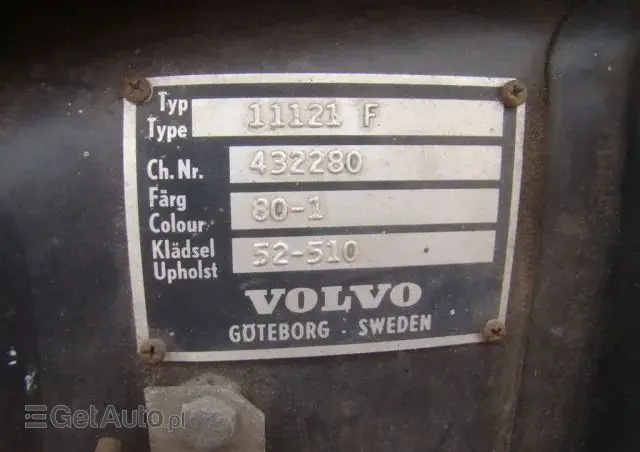 Typ
Type 11121 F
Ch.Nr. 432280
Färg
Colour 80-1
Klädsel
Upholst 52-510
VOLVO
GÖTEBORG - SWEDEN
GetAuto.pl